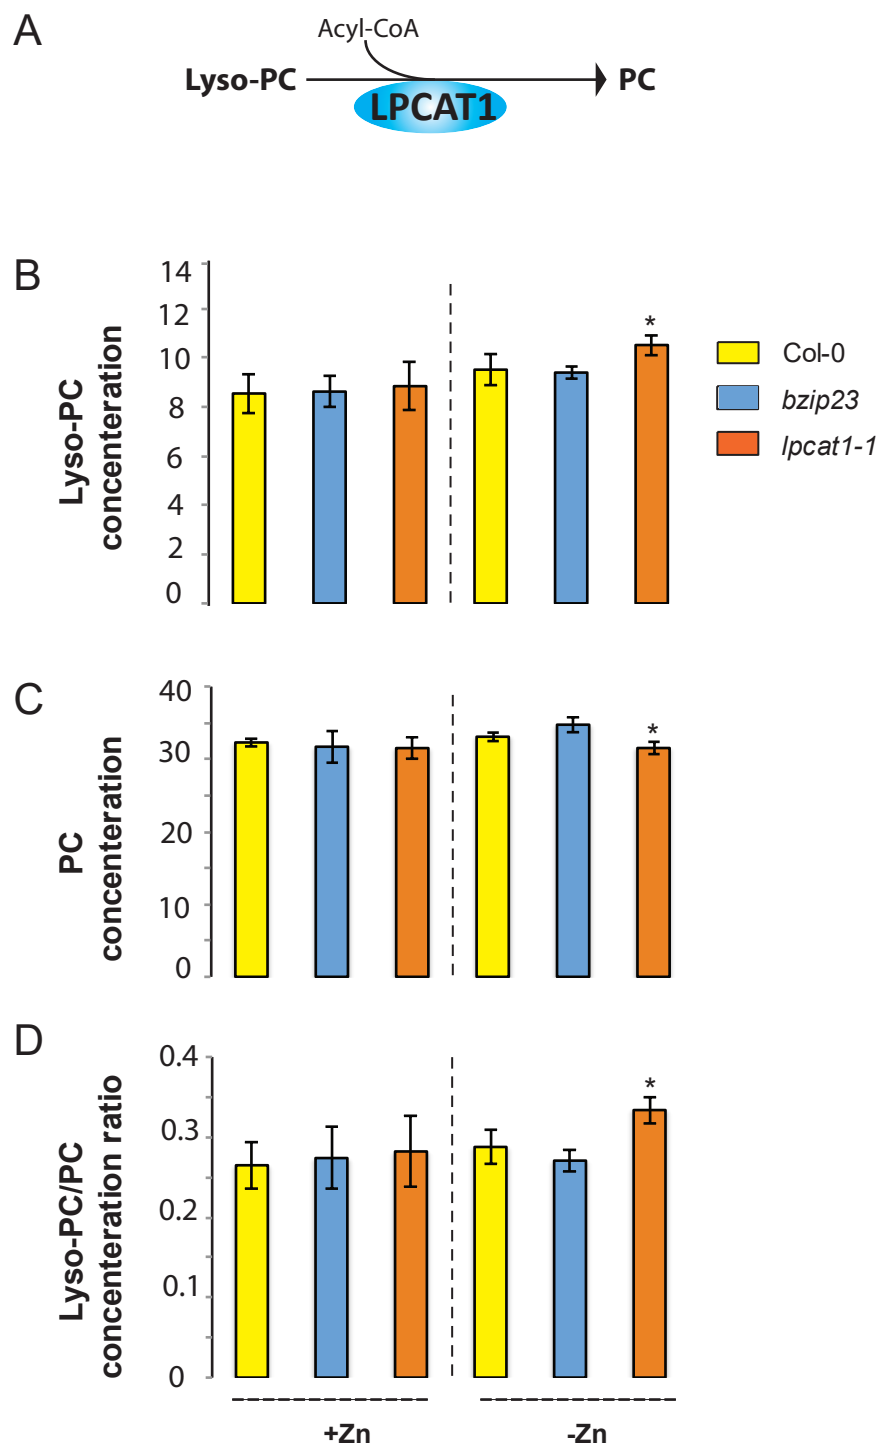 A
Acyl-CoA
Lyso-PC
PC
LPCAT1
B
Lyso-PC
concenteration
14
12
10
8
6
4
2
0
*
Col-0
bzip23
lpcat1-1
C
PC
concenteration
40
30
20
10
0
*
D
Lyso-PC/PC
concenteration ratio
0.4
0.3
0.2
0.1
0
*
+Zn
-Zn